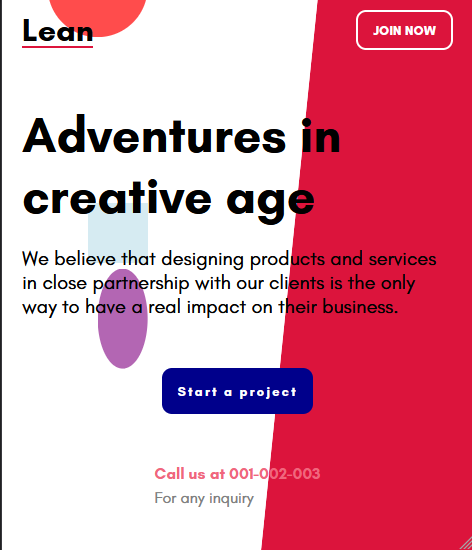 Lean
JOIN NOW
Adventures in
creative age
We believe that designing products and services
in close partnership with our clients is the only
way to have a real impact on their business.
Start a project
Call us at 001-002-003
For any inquiry